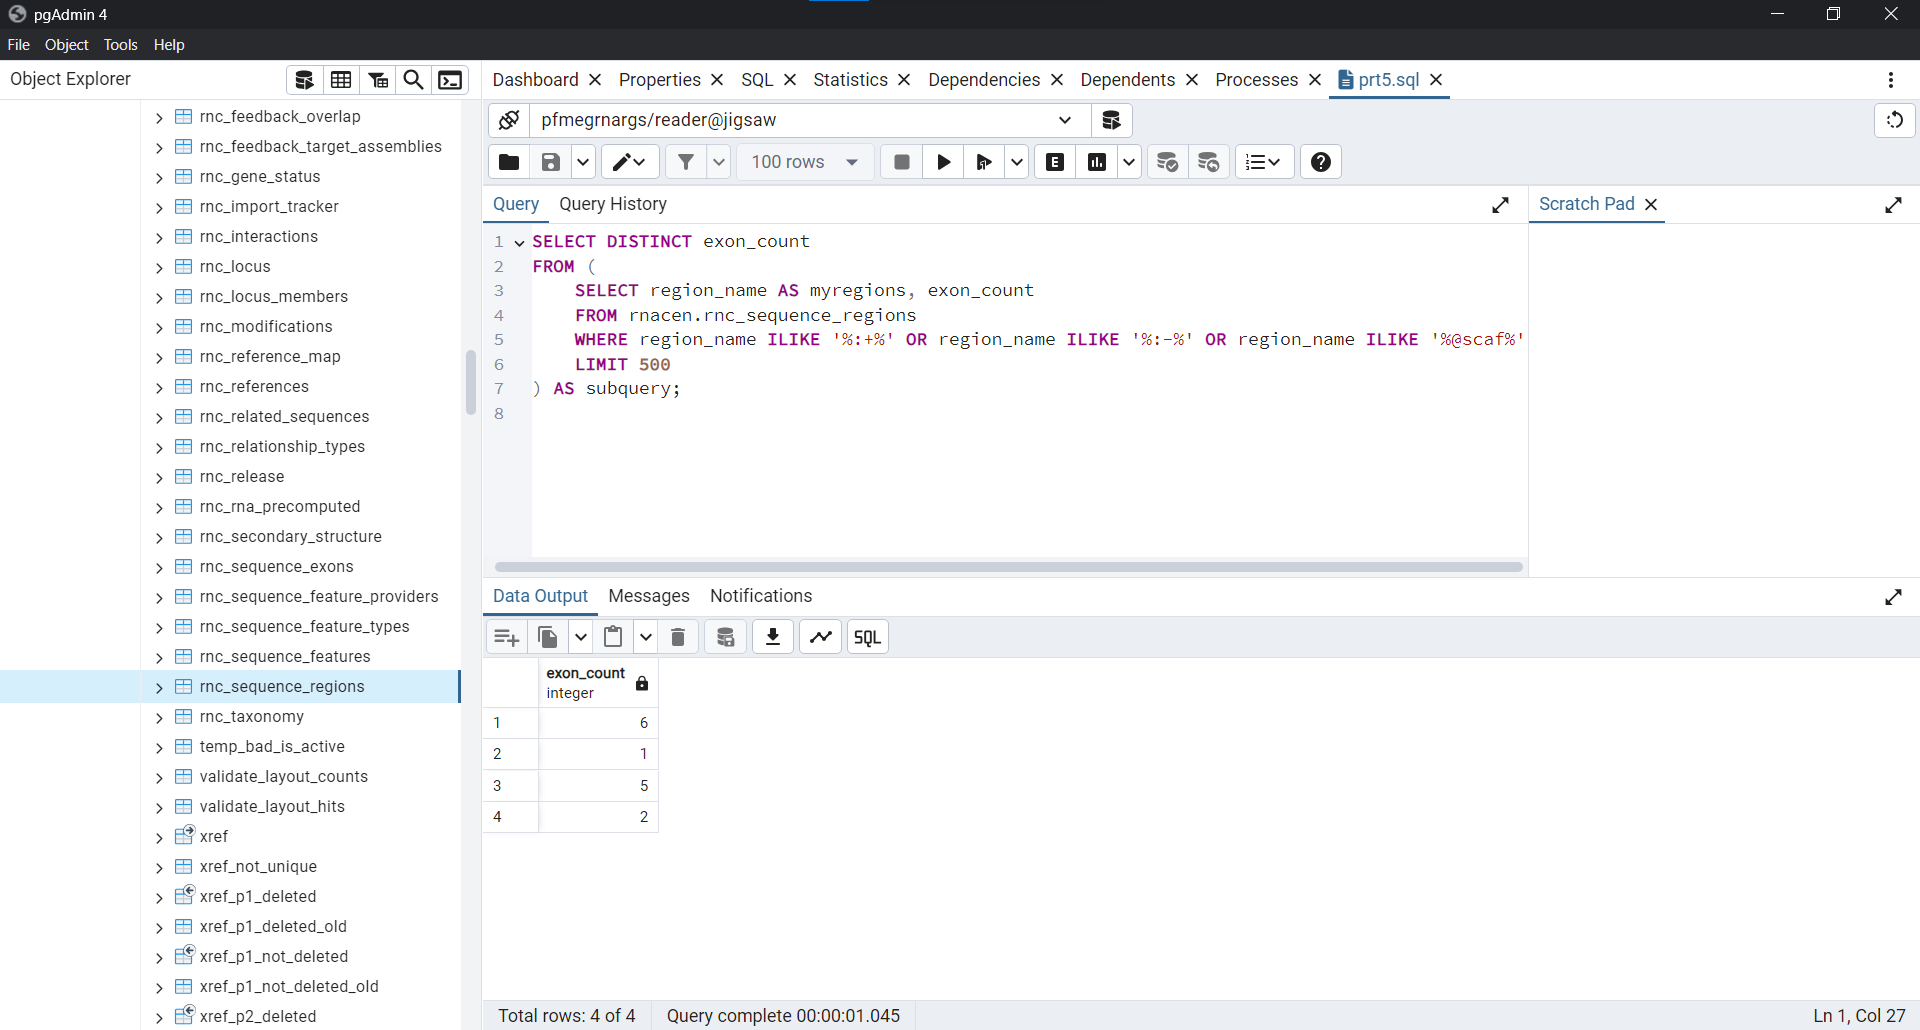 pgAdmin 4
File Object Tools Help
Object Explorer
Dashboard Properties SQL Statistics Dependencies Dependents Processes prt5.sql
rnc_feedback_overlap
rnc_feedback_target_assemblies
rnc_gene_status
rnc_import_tracker
rnc_interactions
rnc_locus
rnc_locus_members
rnc_modifications
rnc_reference_map
rnc_references
rnc_related_sequences
rnc_relationship_types
rnc_release
rnc_rna_precomputed
rnc_secondary_structure
rnc_sequence_exons
rnc_sequence_feature_providers
rnc_sequence_feature_types
rnc_sequence_features
rnc_sequence_regions
rnc_taxonomy
temp_bad_is_active
validate_layout_counts
validate_layout_hits
xref
xref_not_unique
xref_p1_deleted
xref_p1_deleted_old
xref_p1_not_deleted
xref_p1_not_deleted_old
xref_p2_deleted
pfmegrnargs/reader@jigsaw
100 rows
E
Query Query History
Scratch Pad
1 SELECT DISTINCT exon_count
2 FROM (
3 SELECT region_name AS myregions, exon_count
4 FROM rnacen.rnc_sequence_regions
5 WHERE region_name ILIKE '%:+%' OR region_name ILIKE '%:-%' OR region_name ILIKE '%@scaf%'
6 LIMIT 500
7 ) AS subquery;
8
Data Output Messages Notifications
SQL
exon_count
integer
1 6
2 1
3 5
4 2
Total rows: 4 of 4 Query complete 00:00:01.045 Ln 1, Col 27